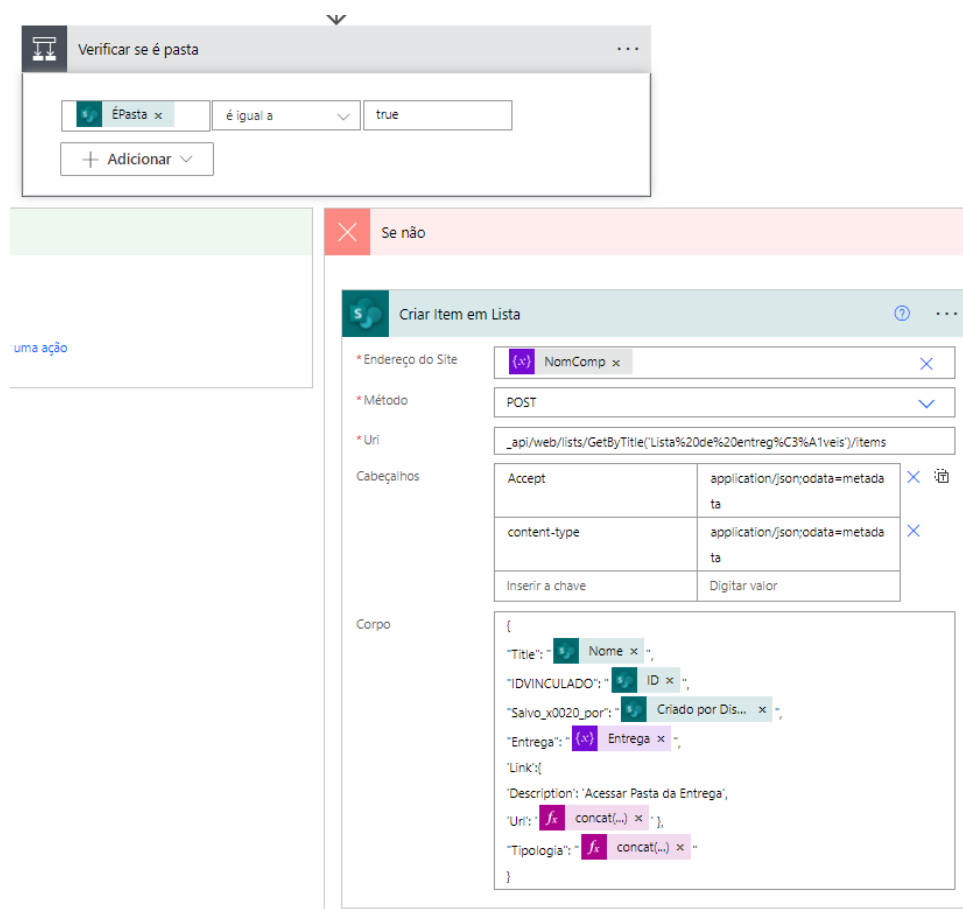 Verificar se é pasta
...
ÉPasta × é igual a true
+ Adicionar
Se não
uma ação
Criar Item em Lista
* Endereço do Site {x} NomComp ×
* Método POST
* Uri _api/web/lists/GetByTitle('Lista%20de%20entreg%C3%A1veis')/items
Cabeçalhos Accept application/json;odata=metada
ta
content-type application/json;odata=metada
ta
Inserir a chave Digitar valor
Corpo {
"Title": " Nome × ",
"IDVINCULADO": " ID × ",
"Salvo_x0020_por": " Criado por Dis... × ",
"Entrega": " {x} Entrega × ",
'Link':{
'Description': 'Acessar Pasta da Entrega',
'Url': ' fx concat(...) × ' },
"Tipologia": " fx concat(...) × "
}